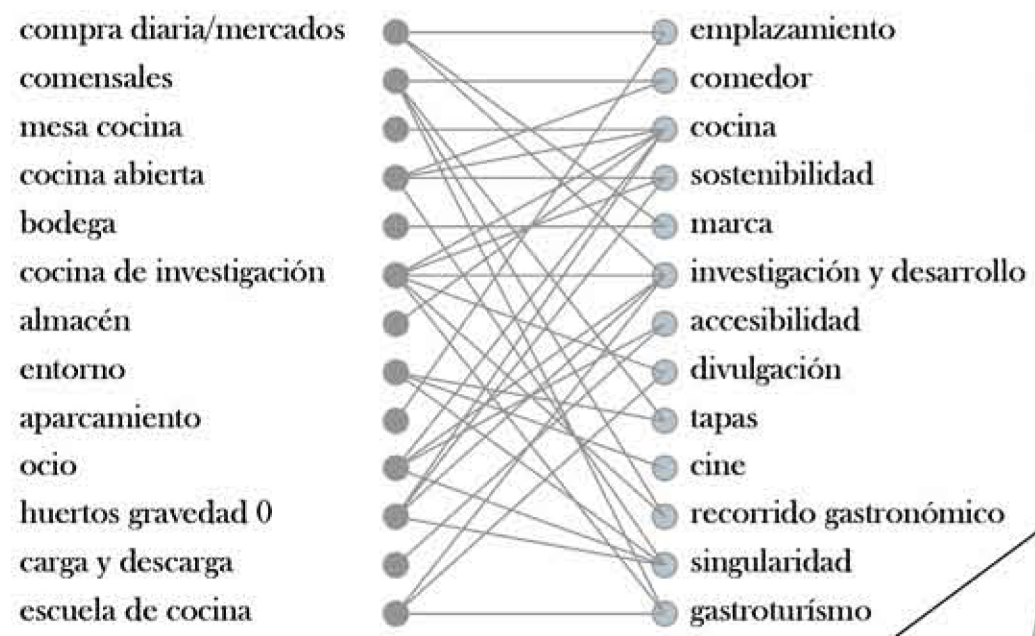 compra diaria/mercados
comensales
mesa cocina
cocina abierta
bodega
cocina de investigación
almacén
entorno
aparcamiento
ocio
huertos gravedad 0
carga y descarga
escuela de cocina
emplazamiento
comedor
cocina
sostenibilidad
marca
investigación y desarrollo
accesibilidad
divulgación
tapas
cine
recorrido gastronómico
singularidad
gastroturísmo